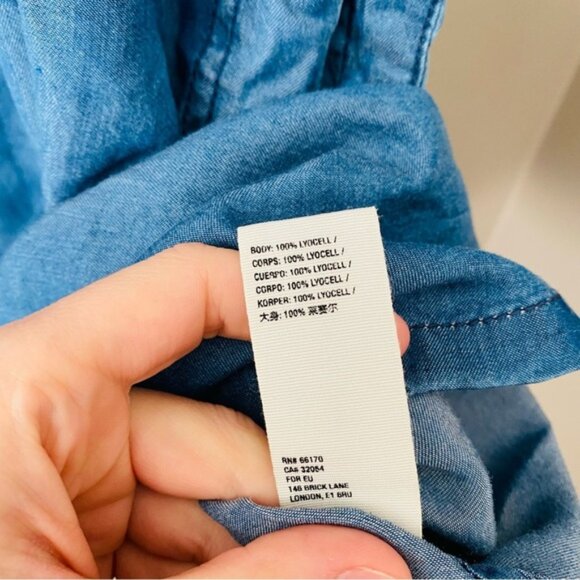 BODY: 100% LYOCELL /
CORPS: 100% LYOCELL /
CUERPO: 100% LYOCELL /
CORPO: 100% LYOCELL /
KORPER: 100% LYOCELL /
大身: 100% 莱赛尔
RN# 66170
CA# 32054
FOR EU
146 BRICK LANE
LONDON, E1 6RU